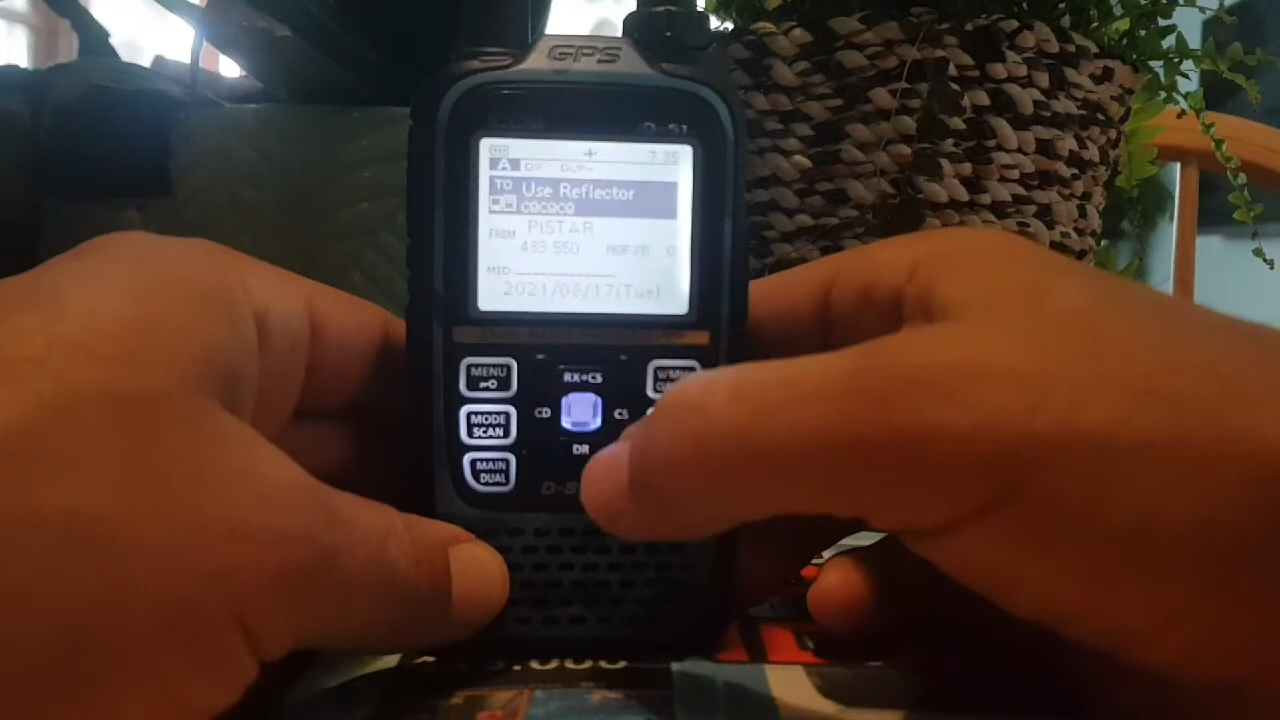 GPS
D-51
7:35
A DV DUP-
TO Use Reflector
CQCQCQ
FROM PISTAR
433.550
2021/08/17(Tue)
MENU
RX→CS
CD
CS
MODE
SCAN
DR
MAIN
DUAL